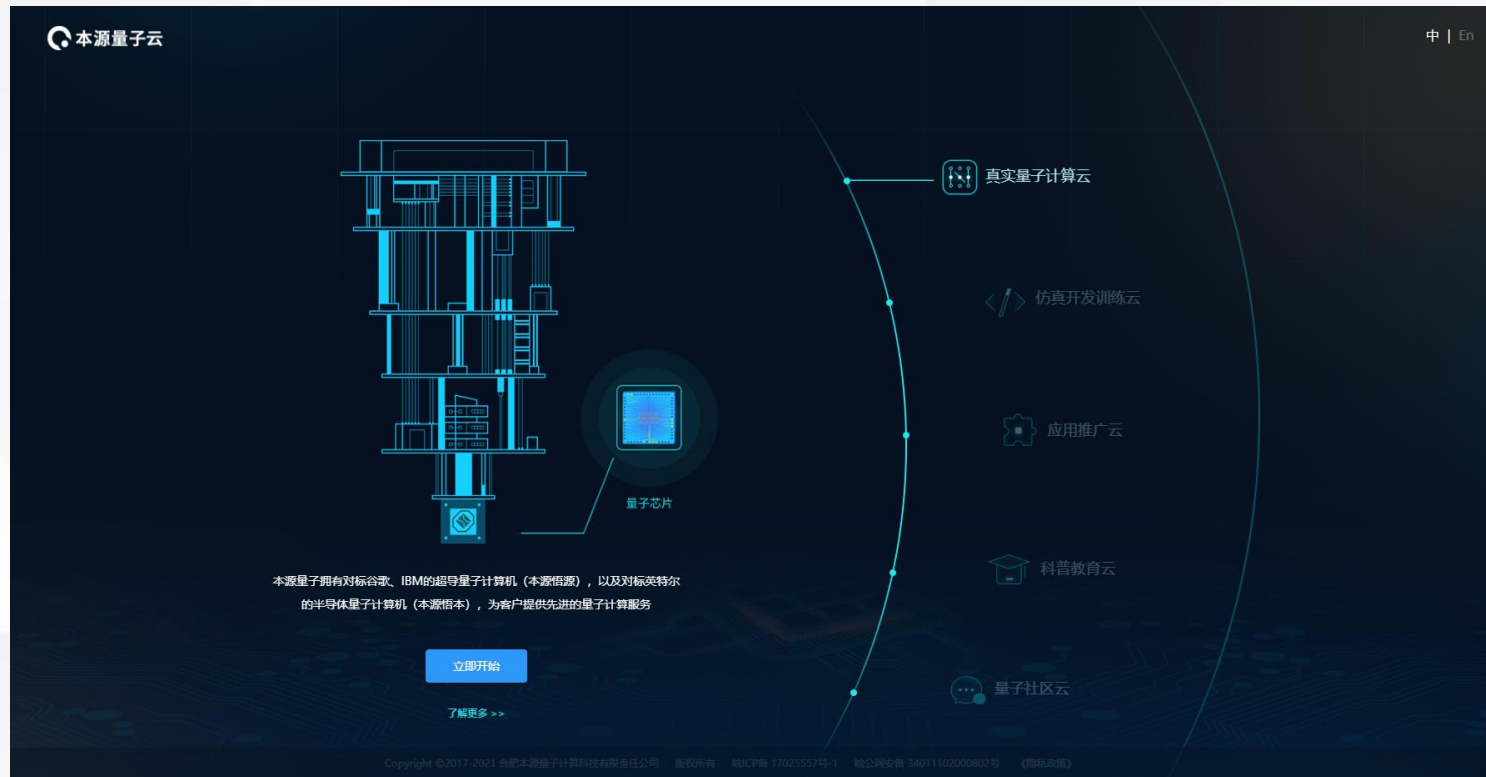 本源量子云
中 | En
真实量子计算云
仿真开发训练云
应用推广云
量子芯片
科普教育云
本源量子拥有对标谷歌、IBM的超导量子计算机（本源悟源），以及对标英特尔
的半导体量子计算机（本源悟本），为客户提供先进的量子计算服务
立即开始
量子社区云
了解更多 >>
Copyright ©2017-2021 合肥本源量子计算科技有限责任公司 版权所有 皖ICP备 17025557号-1 皖公网安备 34011102000802号 《隐私政策》